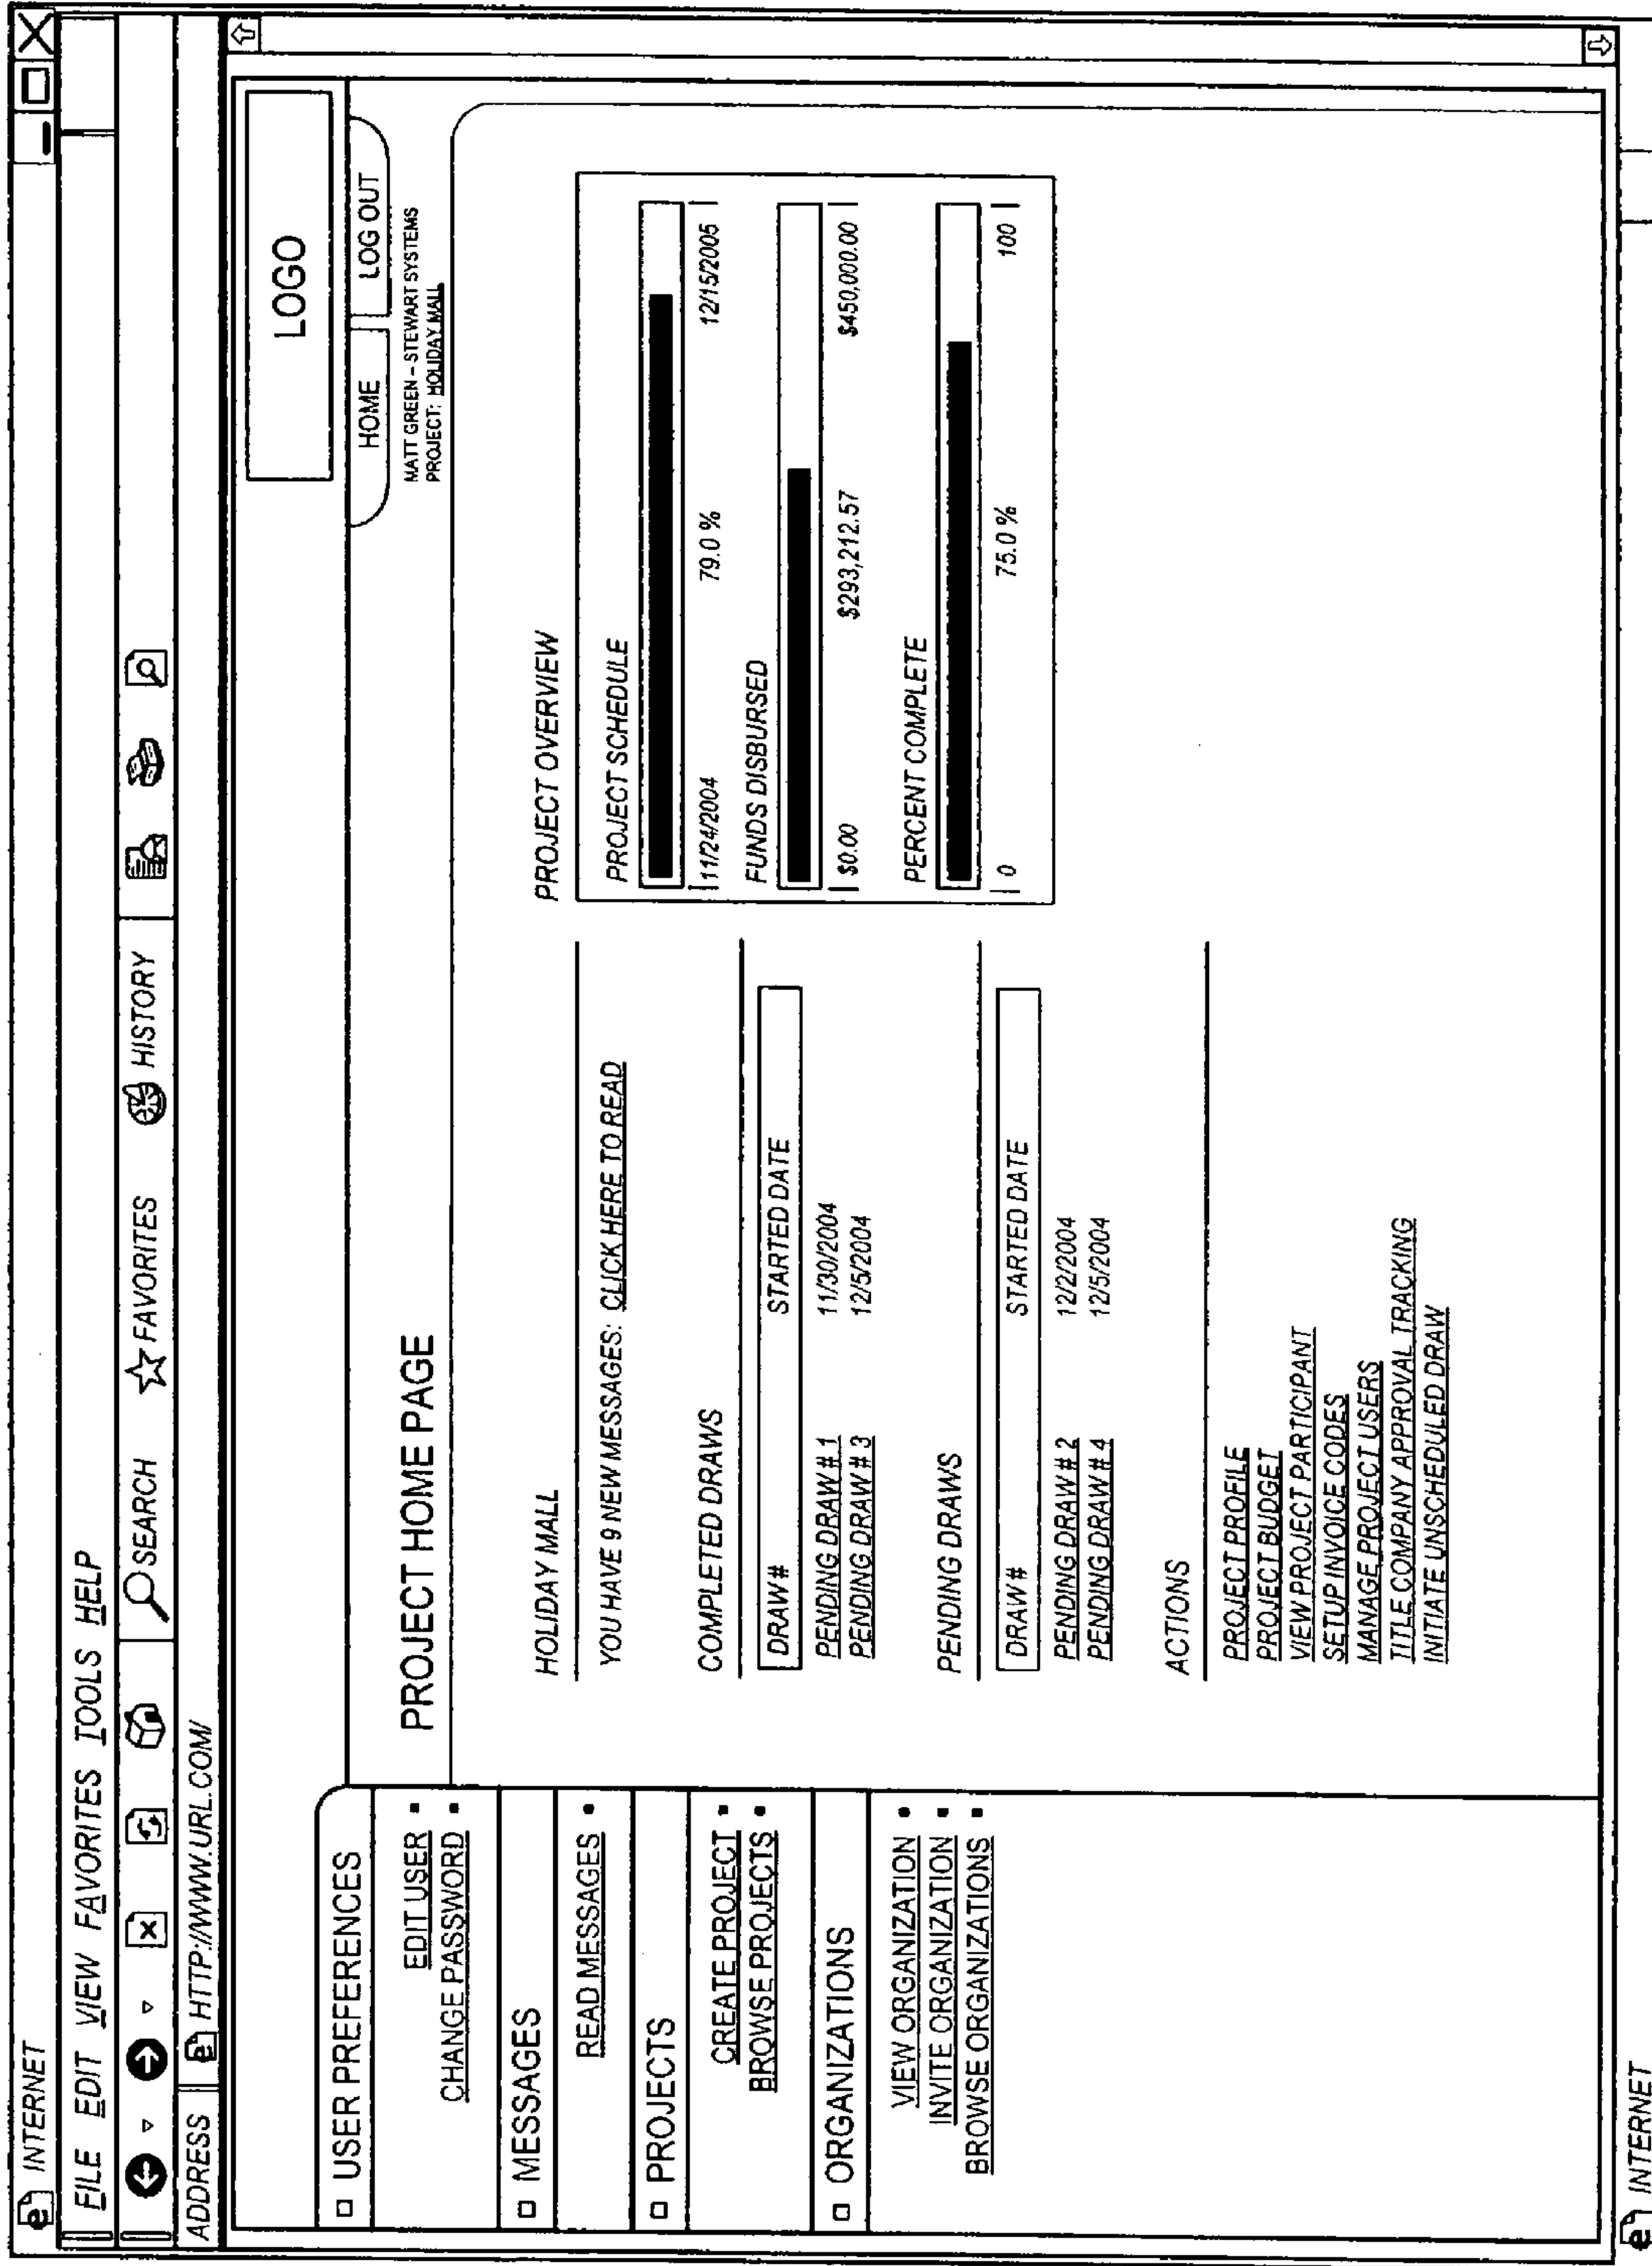 INTERNET
FILE EDIT VIEW FAVORITES TOOLS HELP
SEARCH FAVORITES HISTORY
ADDRESS HTTP://WWW.URL.COM/
LOGO
HOME LOG OUT
MATT GREEN – STEWART SYSTEMS
PROJECT: HOLIDAY MALL
USER PREFERENCES
EDIT USER
CHANGE PASSWORD
MESSAGES
READ MESSAGES
PROJECTS
CREATE PROJECT
BROWSE PROJECTS
ORGANIZATIONS
VIEW ORGANIZATION
INVITE ORGANIZATION
BROWSE ORGANIZATIONS
PROJECT HOME PAGE
HOLIDAY MALL
YOU HAVE 9 NEW MESSAGES: CLICK HERE TO READ
COMPLETED DRAWS
DRAW# STARTED DATE
PENDING DRAW# 1 11/30/2004
PENDING DRAW# 3 12/5/2004
PENDING DRAWS
DRAW# STARTED DATE
PENDING DRAW# 2 12/2/2004
PENDING DRAW# 4 12/5/2004
ACTIONS
PROJECT PROFILE
PROJECT BUDGET
VIEW PROJECT PARTICIPANT
SETUP INVOICE CODES
MANAGE PROJECT USERS
TITLE COMPANY APPROVAL TRACKING
INITIATE UNSCHEDULED DRAW
PROJECT OVERVIEW
PROJECT SCHEDULE
11/24/2004 79.0 % 12/15/2005
FUNDS DISBURSED
$0.00 $293,212.57 $450,000.00
PERCENT COMPLETE
0 75.0 % 100
INTERNET